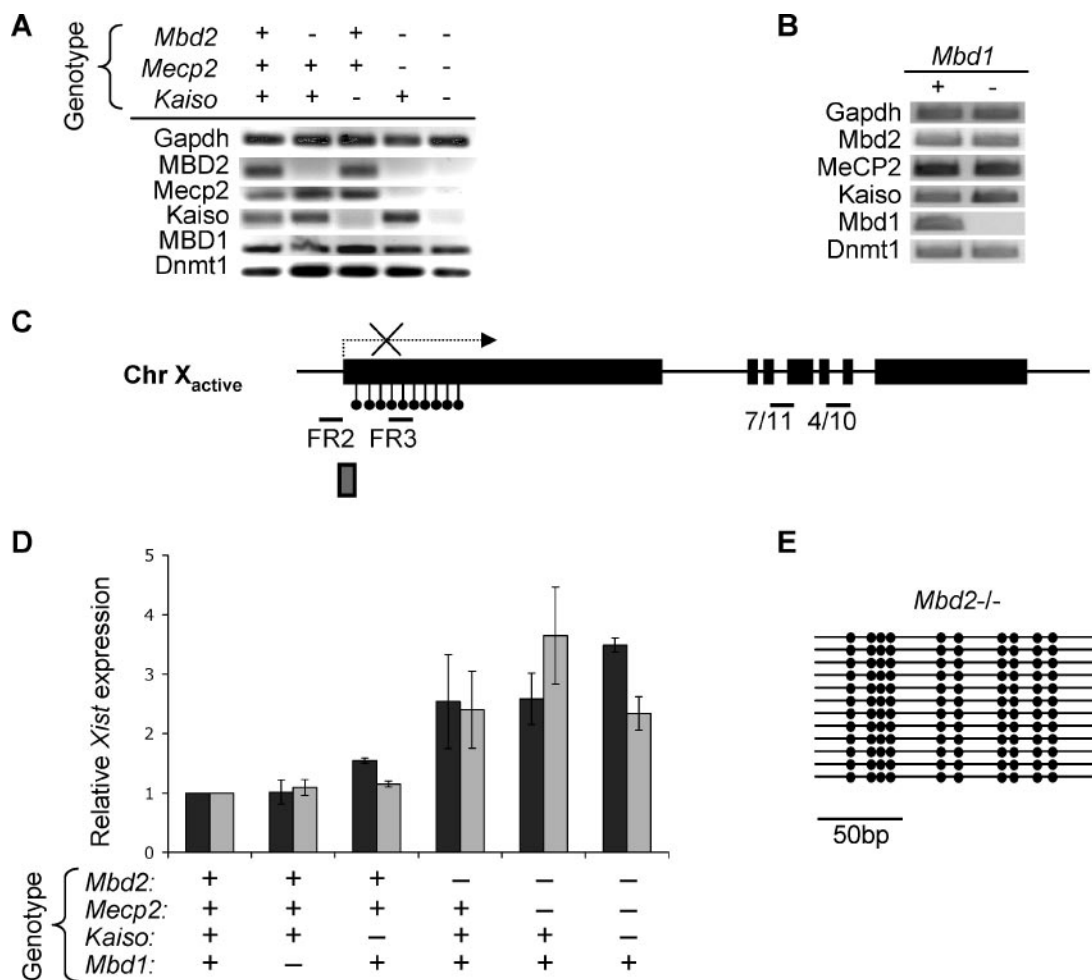 A
Genotype
Mbd2 + - + - -
Mecp2 + + + - -
Kaiso + + - + -
Gapdh
MBD2
Mecp2
Kaiso
MBD1
Dnmt1
B
Mbd1
+ -
Gapdh
Mbd2
MeCP2
Kaiso
Mbd1
Dnmt1
C
Chr Xactive
FR2 FR3 7/11 4/10
D
Relative Xist expression
5
4
3
2
1
0
Genotype
Mbd2: + + + − − −
Mecp2: + + + + − −
Kaiso: + + − + + −
Mbd1: + − + + + +
E
Mbd2-/-
50bp